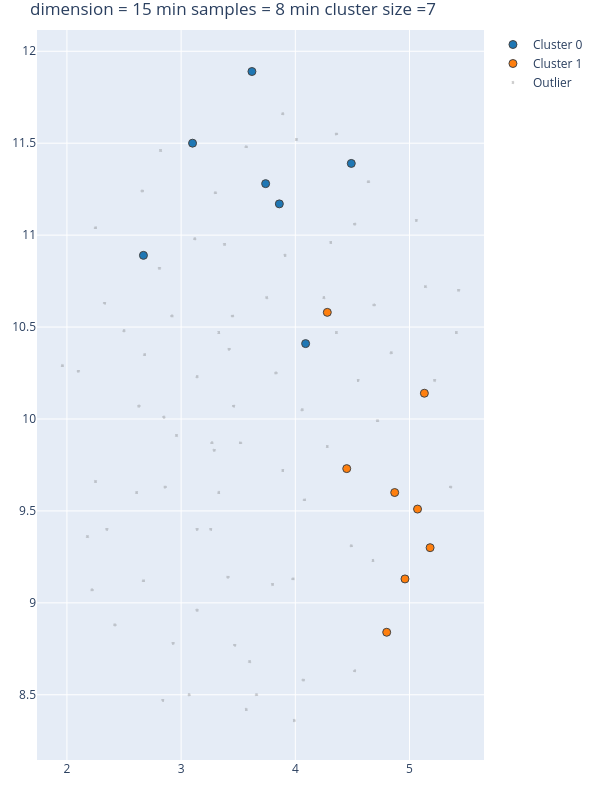 dimension = 15 min samples = 8 min cluster size =7
Cluster 0
Cluster 1
Outlier
12
11.5
11
10.5
10
9.5
9
8.5
2 3 4 5